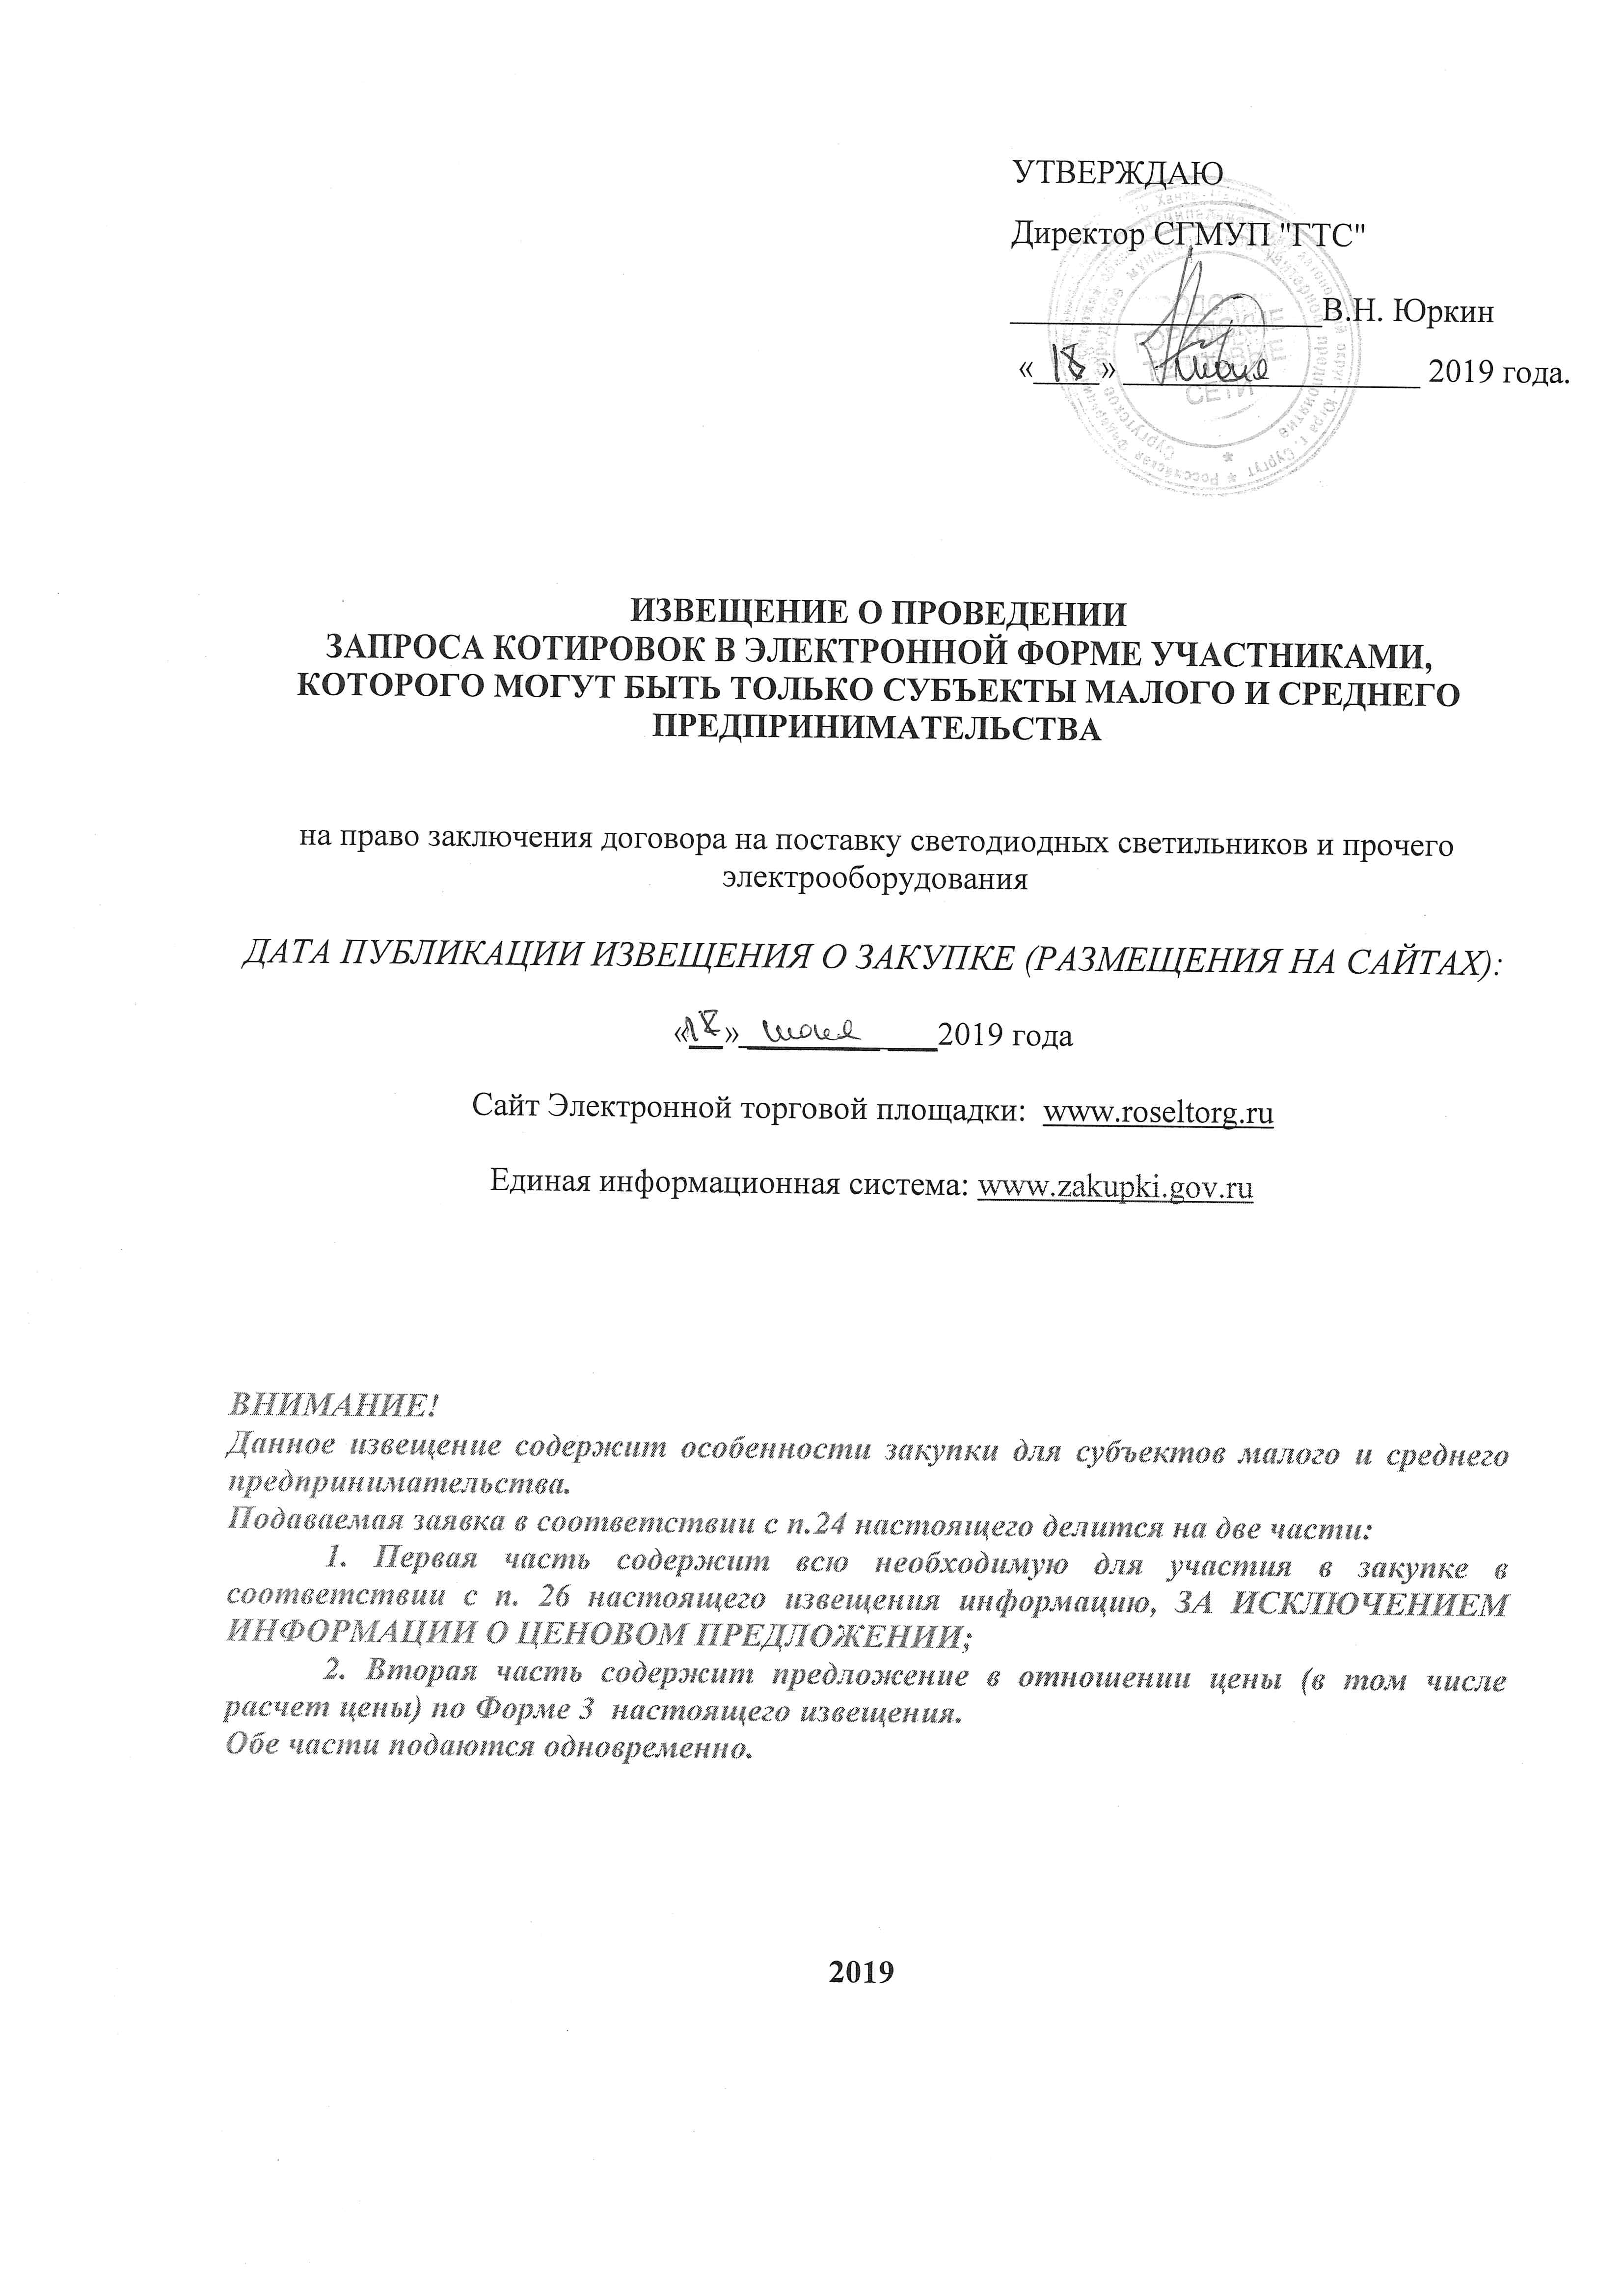 УТВЕРЖДАЮ
Директор СГМУП "ГТС"
В.Н. Юркин
«18» 2019 года.
ИЗВЕЩЕНИЕ О ПРОВЕДЕНИИ
ЗАПРОСА КОТИРОВОК В ЭЛЕКТРОННОЙ ФОРМЕ УЧАСТНИКАМИ,
КОТОРОГО МОГУТ БЫТЬ ТОЛЬКО СУБЪЕКТЫ МАЛОГО И СРЕДНЕГО
ПРЕДПРИНИМАТЕЛЬСТВА
на право заключения договора на поставку светодиодных светильников и прочего
электрооборудования
ДАТА ПУБЛИКАЦИИ ИЗВЕЩЕНИЯ О ЗАКУПКЕ (РАЗМЕЩЕНИЯ НА САЙТАХ):
«18» 2019 года
Сайт Электронной торговой площадки: www.roseltorg.ru
Единая информационная система: www.zakupki.gov.ru
ВНИМАНИЕ!
Данное извещение содержит особенности закупки для субъектов малого и среднего
предпринимательства.
Подаваемая заявка в соответствии с п.24 настоящего делится на две части:
1. Первая часть содержит всю необходимую для участия в закупке в
соответствии с п. 26 настоящего извещения информацию, ЗА ИСКЛЮЧЕНИЕМ
ИНФОРМАЦИИ О ЦЕНОВОМ ПРЕДЛОЖЕНИИ;
2. Вторая часть содержит предложение в отношении цены (в том числе
расчет цены) по Форме 3 настоящего извещения.
Обе части подаются одновременно.
2019